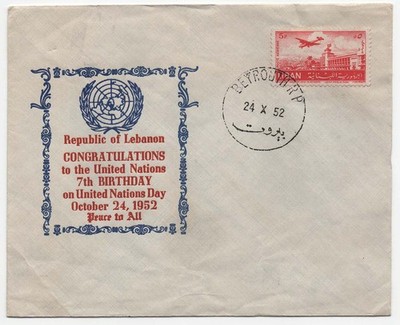 Republic of Lebanon
CONGRATULATIONS
to the United Nations
7th BIRTHDAY
on United Nations Day
October 24, 1952
Peace to All
BEYROUTH R P
24 X 52
بيروت